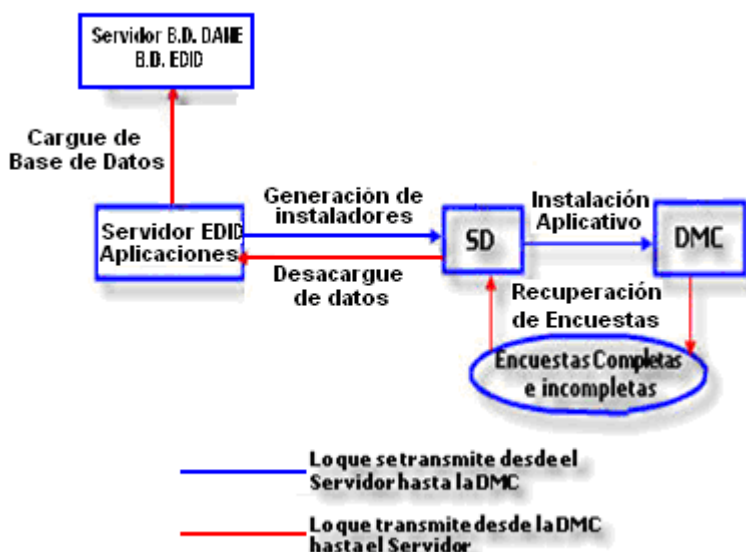 Servidor B.D. DANE
B.D. EDID
Cargue de
Base de Datos
Generación de
instaladores
Instalación
Aplicativo
Servidor EDID
Aplicaciones
SD
DMC
Desacargue
de datos
Recuperación
de Encuestas
Encuestas Completas
e incompletas
Lo que se transmite desde el
Servidor hasta la DMC
Lo que transmite desde la DMC
hasta el Servidor